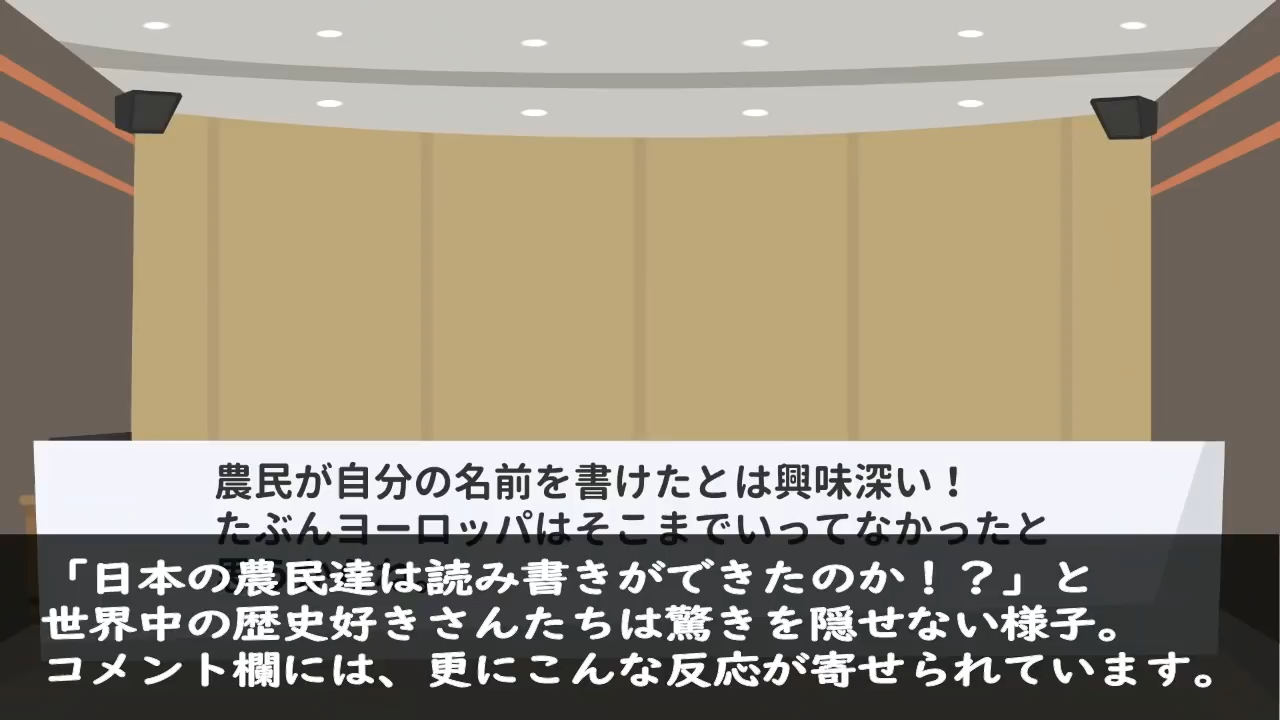 農民が自分の名前を書けたとは興味深い！
たぶんヨーロッパはそこまでいってなかったと
「日本の農民達は読み書きができたのか！？」と
世界中の歴史好きさんたちは驚きを隠せない様子。
コメント欄には、更にこんな反応が寄せられています。